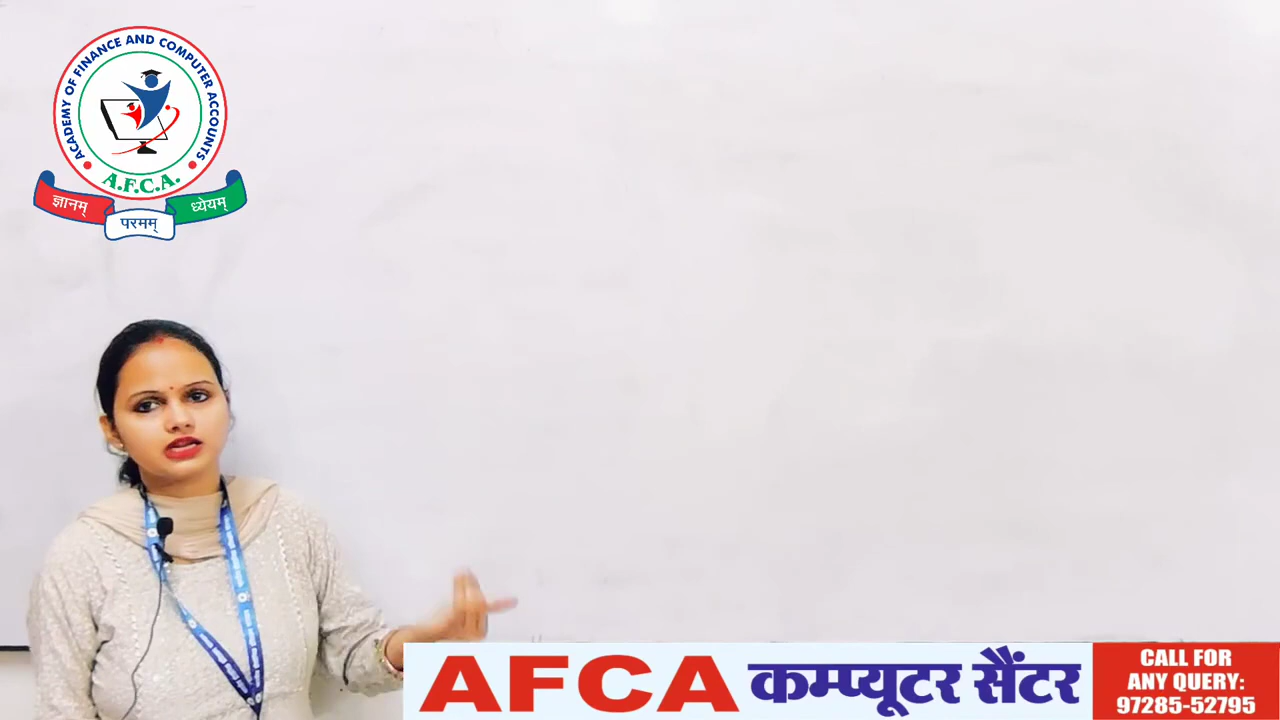 ACADEMY OF FINANCE AND COMPUTER ACCOUNTS
A.F.C.A.
ज्ञानम्
परमम्
ध्येयम्
AFCA कम्प्यूटर सैंटर
CALL FOR
ANY QUERY:
97285-52795